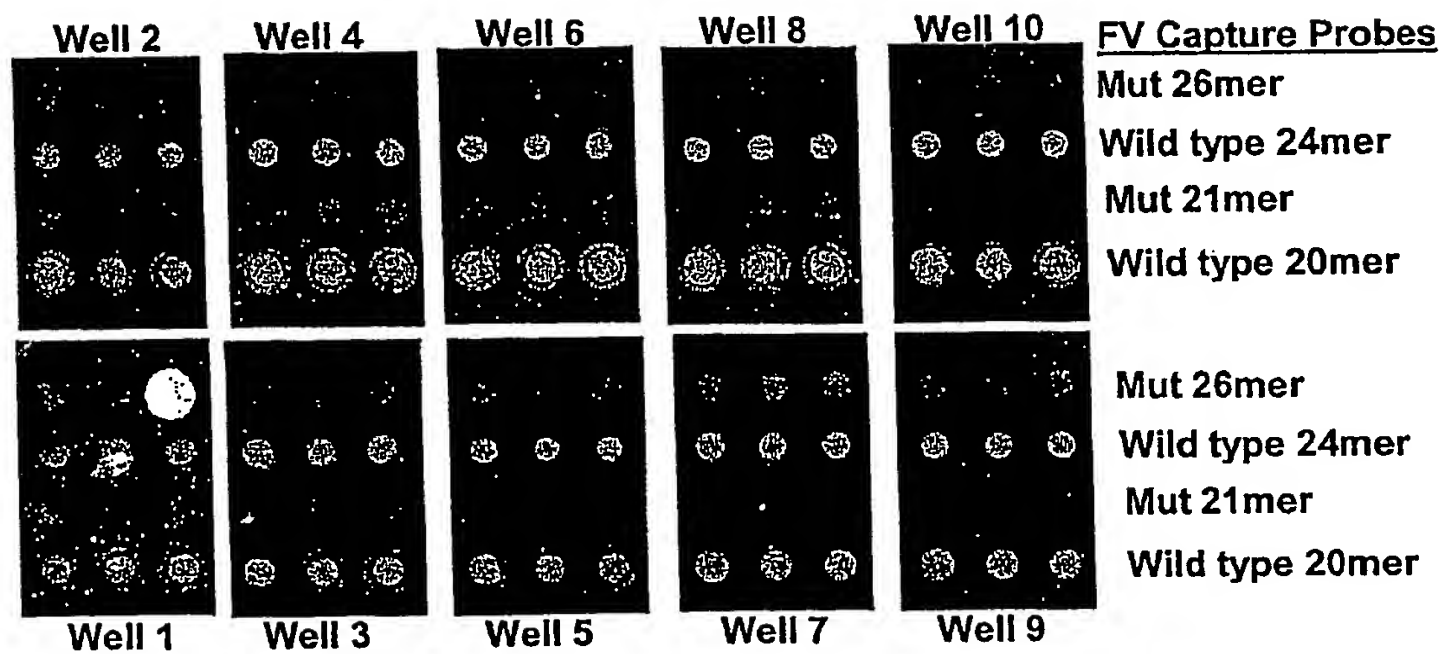 Well 2 Well 4 Well 6 Well 8 Well 10 FV Capture Probes
Mut 26mer
Wild type 24mer
Mut 21mer
Wild type 20mer
Mut 26mer
Wild type 24mer
Mut 21mer
Wild type 20mer
Well 1 Well 3 Well 5 Well 7 Well 9